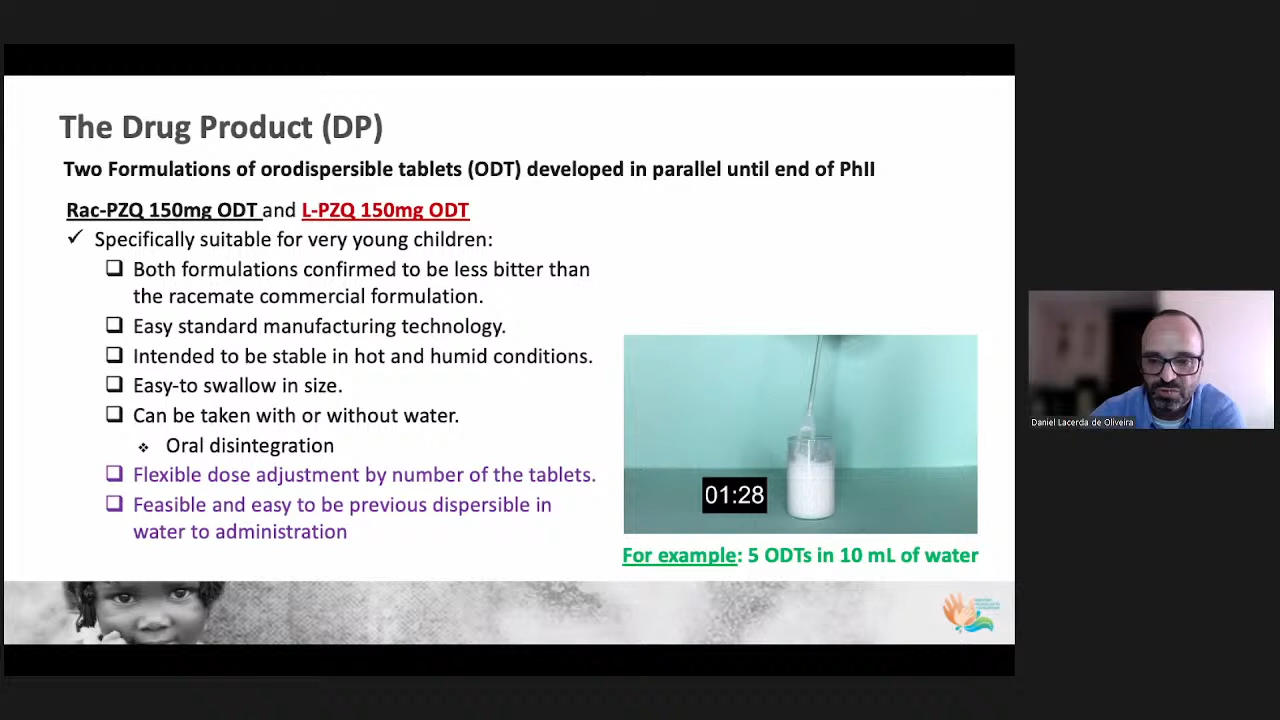 The Drug Product (DP)
Two Formulations of orodispersible tablets (ODT) developed in parallel until end of PhII
Rac-PZQ 150mg ODT and L-PZQ 150mg ODT
✓ Specifically suitable for very young children:
❑ Both formulations confirmed to be less bitter than
the racemate commercial formulation.
❑ Easy standard manufacturing technology.
❑ Intended to be stable in hot and humid conditions.
❑ Easy-to swallow in size.
❑ Can be taken with or without water.
❖ Oral disintegration
❑ Flexible dose adjustment by number of the tablets.
❑ Feasible and easy to be previous dispersible in
water to administration
01:28
For example: 5 ODTs in 10 mL of water
Daniel Lacerda de Oliveira